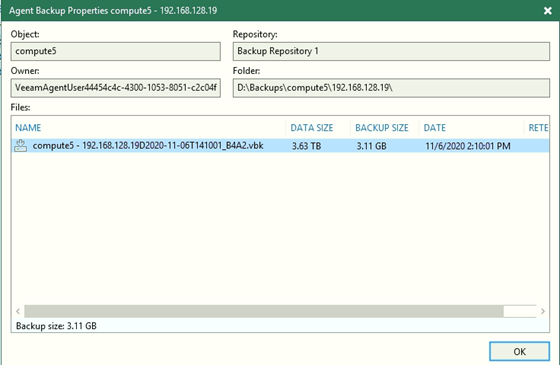 Agent Backup Properties compute5 - 192.168.128.19
Object:
Repository:
compute5
Backup Repository 1
Owner:
Folder:
VeeamAgentUser44454c4c-4300-1053-8051-c2c04f
D:\Backups\compute5\192.168.128.19\
Files:
NAME DATA SIZE BACKUP SIZE DATE RETE
compute5 - 192.168.128.19D2020-11-06T141001_B4A2.vbk 3.63 TB 3.11 GB 11/6/2020 2:10:01 PM
Backup size: 3.11 GB
OK